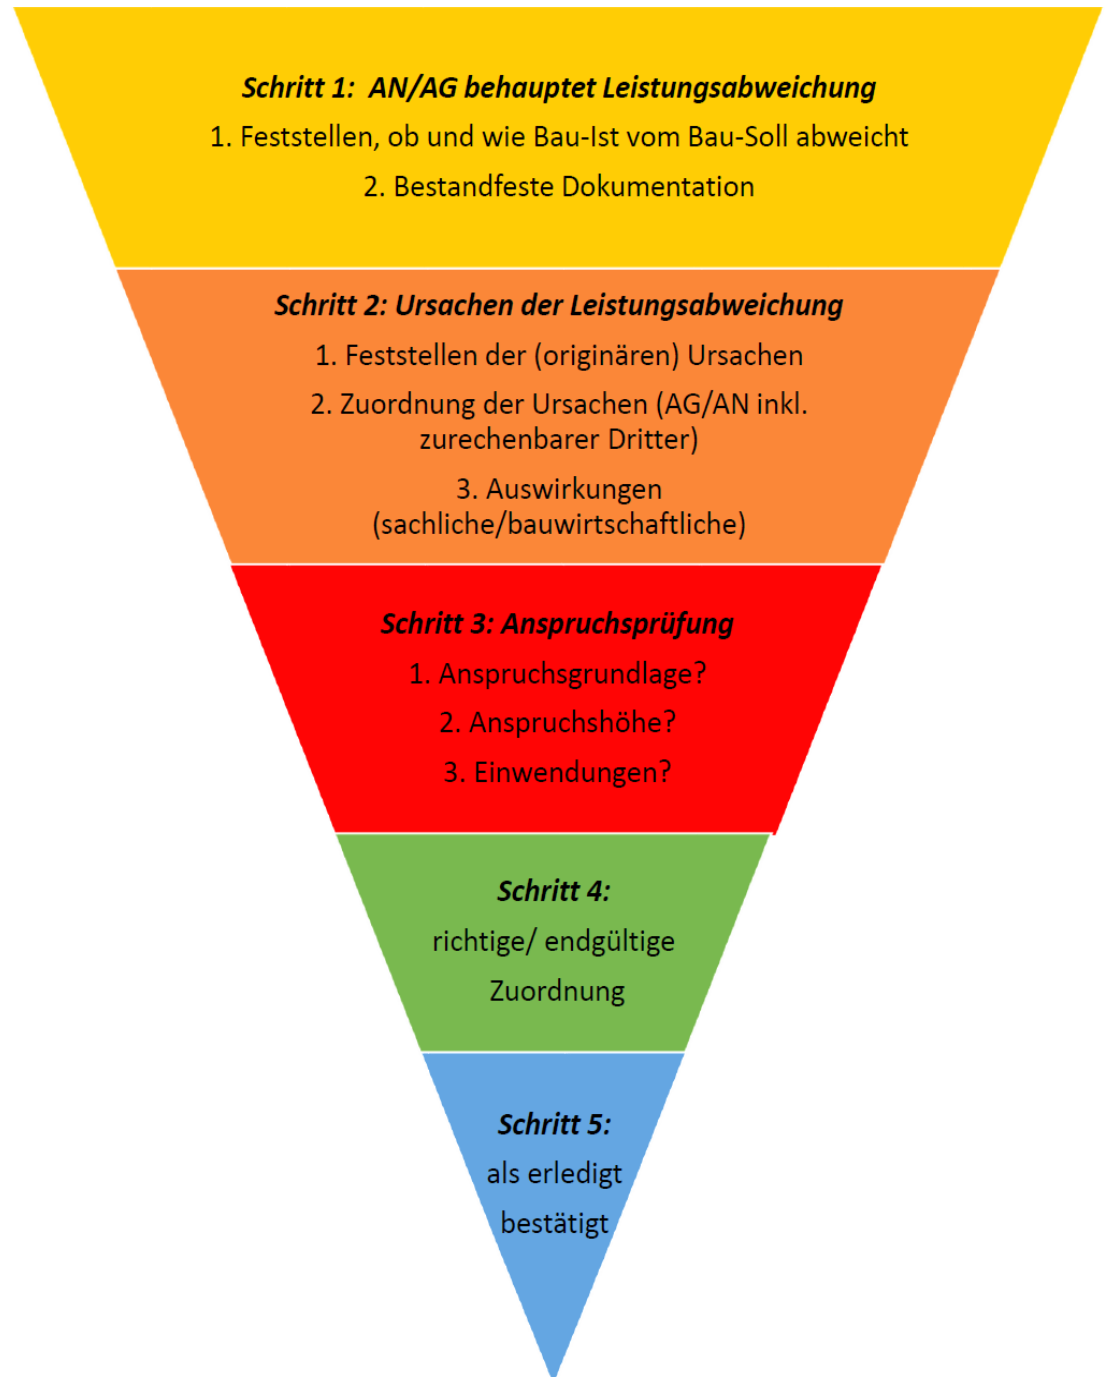 Schritt 1:  AN/AG behauptet Leistungsabweichung
1. Feststellen, ob und wie Bau-Ist vom Bau-Soll abweicht
2. Bestandfeste Dokumentation
Schritt 2: Ursachen der Leistungsabweichung
1. Feststellen der (originären) Ursachen
2. Zuordnung der Ursachen (AG/AN inkl.
zurechenbarer Dritter)
3. Auswirkungen
(sachliche/bauwirtschaftliche)
Schritt 3: Anspruchsprüfung
1. Anspruchsgrundlage?
2. Anspruchshöhe?
3. Einwendungen?
Schritt 4:
richtige/ endgültige
Zuordnung
Schritt 5:
als erledigt
bestätigt